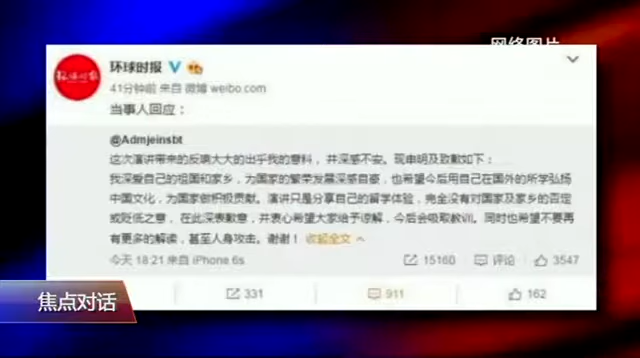 网络图片
环球时报
环球时报
41分钟前 来自 微博 weibo.com
当事人回应：
@Admjeinsbt
这次演讲带来的反响大大的出乎我的意料，并深感不安。现申明及致歉如下：
我深爱自己的祖国和家乡，为国家的繁荣发展深感自豪，也希望今后用自己在国外的所学弘扬
中国文化，为国家做积极贡献。演讲只是分享自己的留学体验，完全没有对国家及家乡的否定
或贬低之意，在此深表歉意，并衷心希望大家给予谅解，今后会吸取教训。同时也希望不要再
有更多的解读，甚至人身攻击。谢谢！ 收起全文
今天 18:21 来自 iPhone 6s 15160 评论 3547
331 911 162
焦点对话